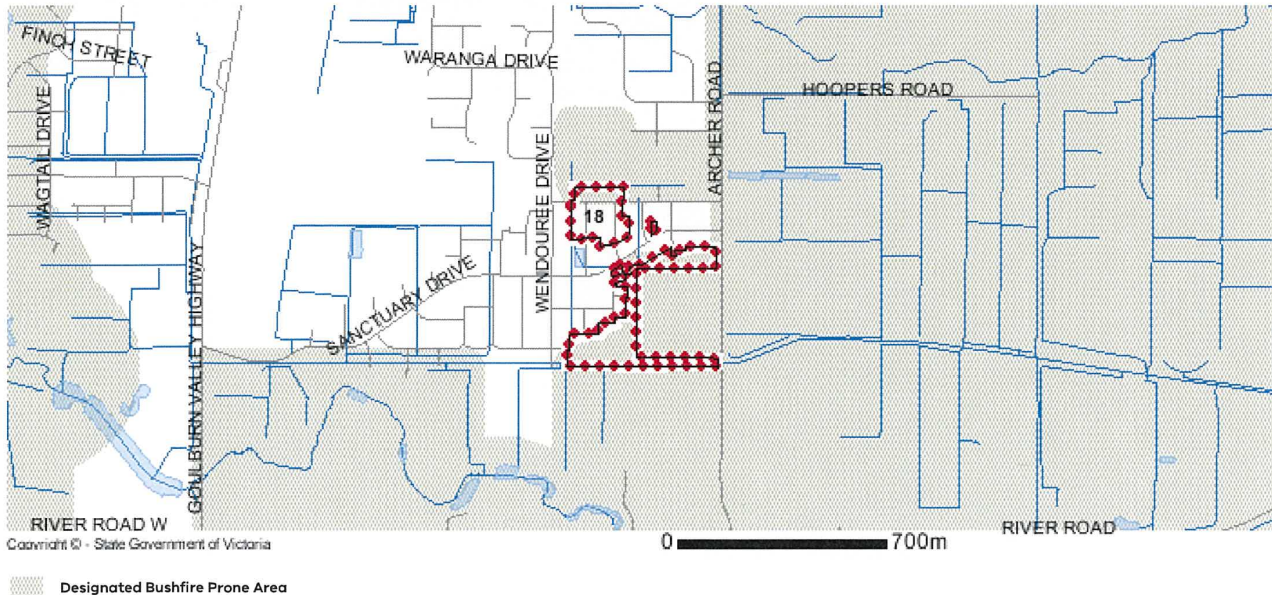 FINCH STREET
WARANGA DRIVE
HOOPERS ROAD
WAGTAIL DRIVE
WENDOUREE DRIVE
ARCHER ROAD
18
GOULBURN VALLEY HIGHWAY
SANCTUARY DRIVE
RIVER ROAD W
RIVER ROAD
Copyright © - State Government of Victoria
0 700m
Designated Bushfire Prone Area